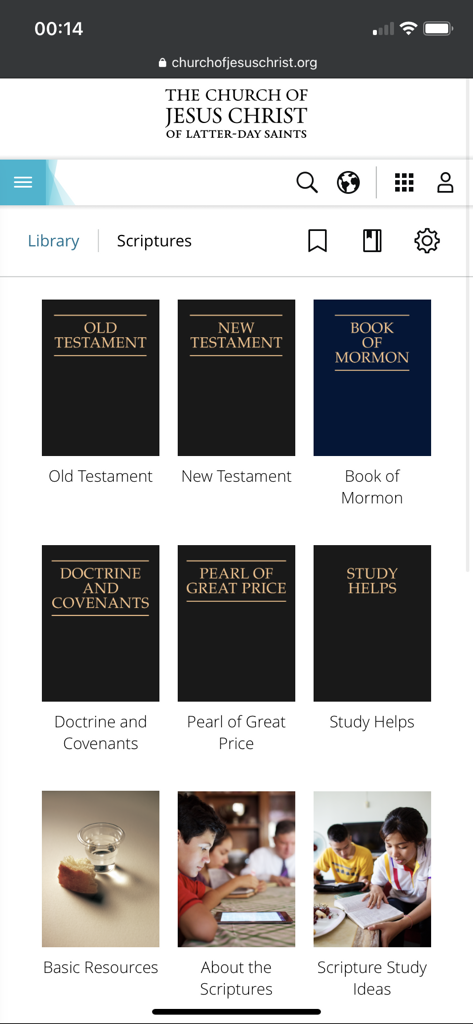 00:14
churchofjesuschrist.org
THE CHURCH OF
JESUS CHRIST
OF LATTER-DAY SAINTS
Library
Scriptures
OLD
TESTAMENT
NEW
TESTAMENT
BOOK
OF
MORMON
Old Testament
New Testament
Book of
Mormon
DOCTRINE
AND
COVENANTS
PEARL OF
GREAT PRICE
STUDY
HELPS
Doctrine and
Covenants
Pearl of Great
Price
Study Helps
Basic Resources
About the
Scriptures
Scripture Study
Ideas